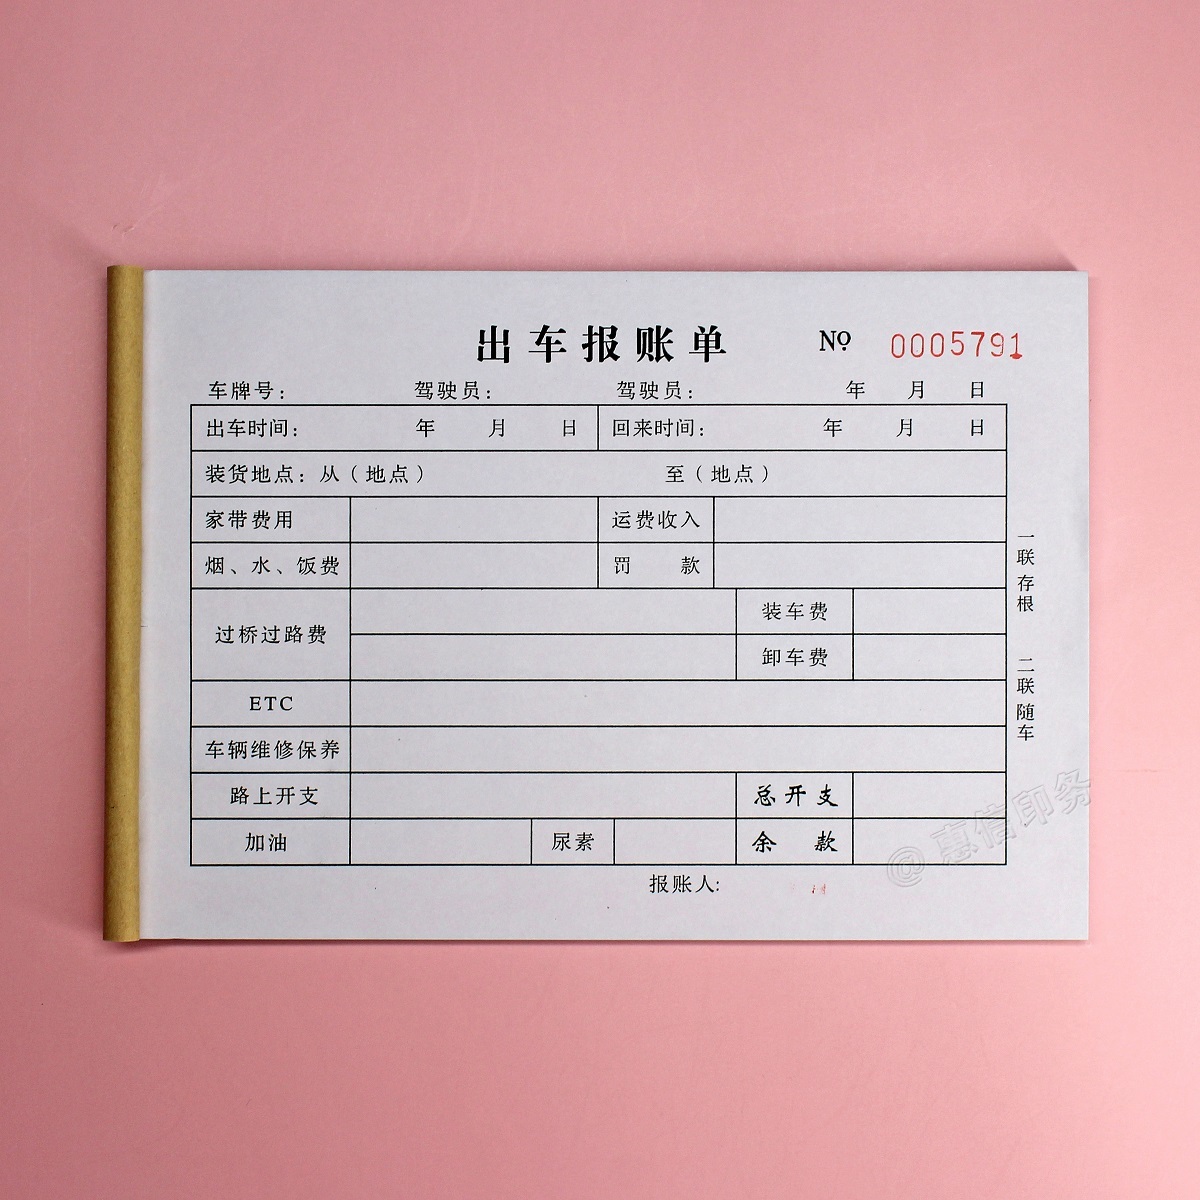 出车报账单 No 0005791
车牌号： 驾驶员： 驾驶员： 年 月 日
出车时间： 年 月 日 回来时间： 年 月 日
装货地点：从（地点） 至（地点）
家带费用 运费收入
烟、水、饭费 罚 款
过桥过路费 装车费
卸车费
ETC
车辆维修保养
路上开支 总开支
加油 尿素 余 款
报账人：
一联存根 二联随车
@惠信印务